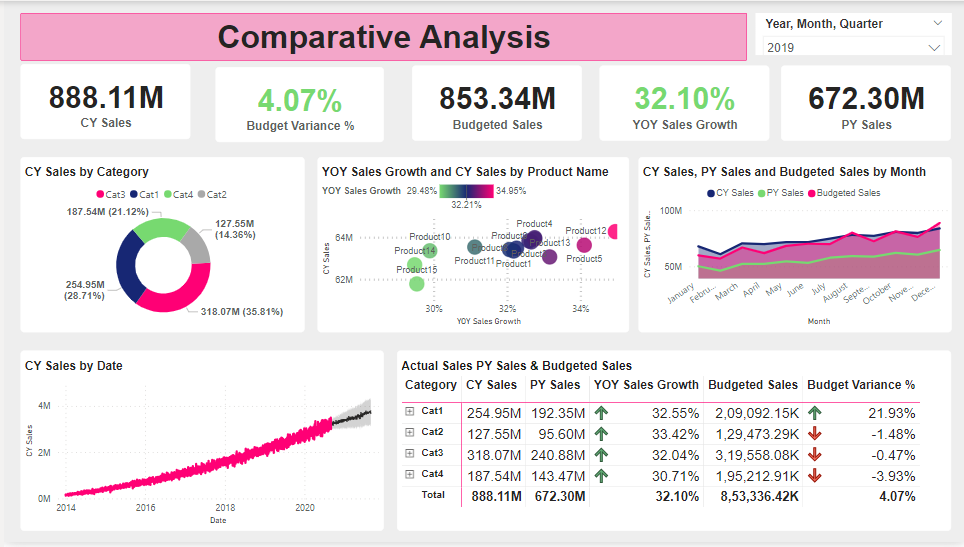 Comparative Analysis
Year, Month, Quarter
2019
888.11M
CY Sales
4.07%
Budget Variance %
853.34M
Budgeted Sales
32.10%
YOY Sales Growth
672.30M
PY Sales
CY Sales by Category
Cat3 Cat1 Cat4 Cat2
187.54M (21.12%)
127.55M
(14.36%)
254.95M
(28.71%)
318.07M (35.81%)
YOY Sales Growth and CY Sales by Product Name
YOY Sales Growth 29.48% 34.95%
32.21%
CY Sales
64M
62M
Product10
Product14
Product15
Product11
Product1
Product4
Product13
Product12
Product5
30% 32% 34%
YOY Sales Growth
CY Sales, PY Sales and Budgeted Sales by Month
CY Sales PY Sales Budgeted Sales
CY Sales, PY Sale...
100M
50M
January Febru... March April May June July August Septe... October Nove... Dece...
Month
CY Sales by Date
CY Sales
4M
2M
0M
2014 2016 2018 2020
Date
Actual Sales PY Sales & Budgeted Sales
Category CY Sales PY Sales YOY Sales Growth Budgeted Sales Budget Variance %
Cat1 254.95M 192.35M 32.55% 2,09,092.15K 21.93%
Cat2 127.55M 95.60M 33.42% 1,29,473.29K -1.48%
Cat3 318.07M 240.88M 32.04% 3,19,558.08K -0.47%
Cat4 187.54M 143.47M 30.71% 1,95,212.91K -3.93%
Total 888.11M 672.30M 32.10% 8,53,336.42K 4.07%